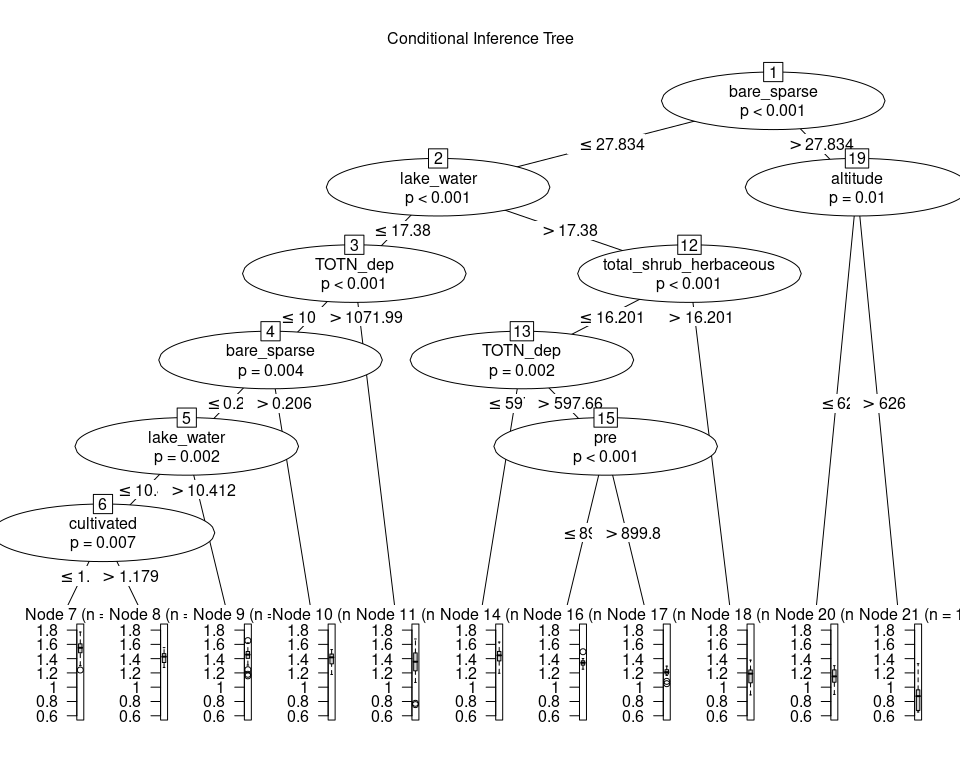 Conditional Inference Tree
1
bare_sparse
p < 0.001
≤ 27.834
> 27.834
2
lake_water
p < 0.001
19
altitude
p = 0.01
≤ 17.38
> 17.38
3
TOTN_dep
p < 0.001
12
total_shrub_herbaceous
p < 0.001
≤ 10
> 1071.99
≤ 16.201
> 16.201
4
bare_sparse
p = 0.004
13
TOTN_dep
p = 0.002
≤ 0.2
> 0.206
≤ 59
> 597.66
≤ 62
> 626
5
lake_water
p = 0.002
15
pre
p < 0.001
≤ 10.
> 10.412
6
cultivated
p = 0.007
≤ 89
> 899.8
≤ 1.
> 1.179
Node 7 (n = Node 8 (n = Node 9 (n = Node 10 (n Node 11 (n Node 14 (n Node 16 (n Node 17 (n Node 18 (n Node 20 (n Node 21 (n = 1
1.8 1.8 1.8 1.8 1.8 1.8 1.8 1.8 1.8 1.8 1.8
1.6 1.6 1.6 1.6 1.6 1.6 1.6 1.6 1.6 1.6 1.6
1.4 1.4 1.4 1.4 1.4 1.4 1.4 1.4 1.4 1.4 1.4
1.2 1.2 1.2 1.2 1.2 1.2 1.2 1.2 1.2 1.2 1.2
1 1 1 1 1 1 1 1 1 1 1
0.8 0.8 0.8 0.8 0.8 0.8 0.8 0.8 0.8 0.8 0.8
0.6 0.6 0.6 0.6 0.6 0.6 0.6 0.6 0.6 0.6 0.6